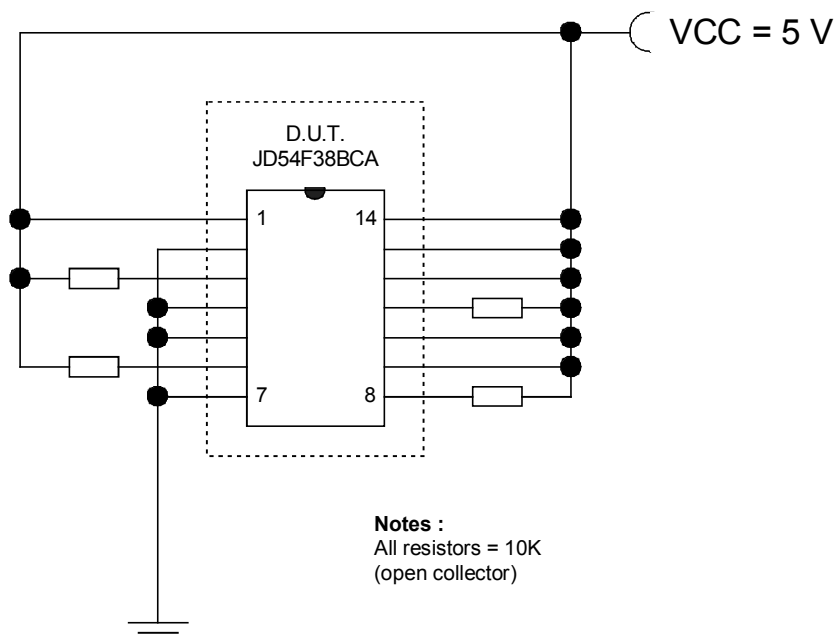 VCC = 5 V
D.U.T.
JD54F38BCA
1 14
7 8
Notes :
All resistors = 10K
(open collector)